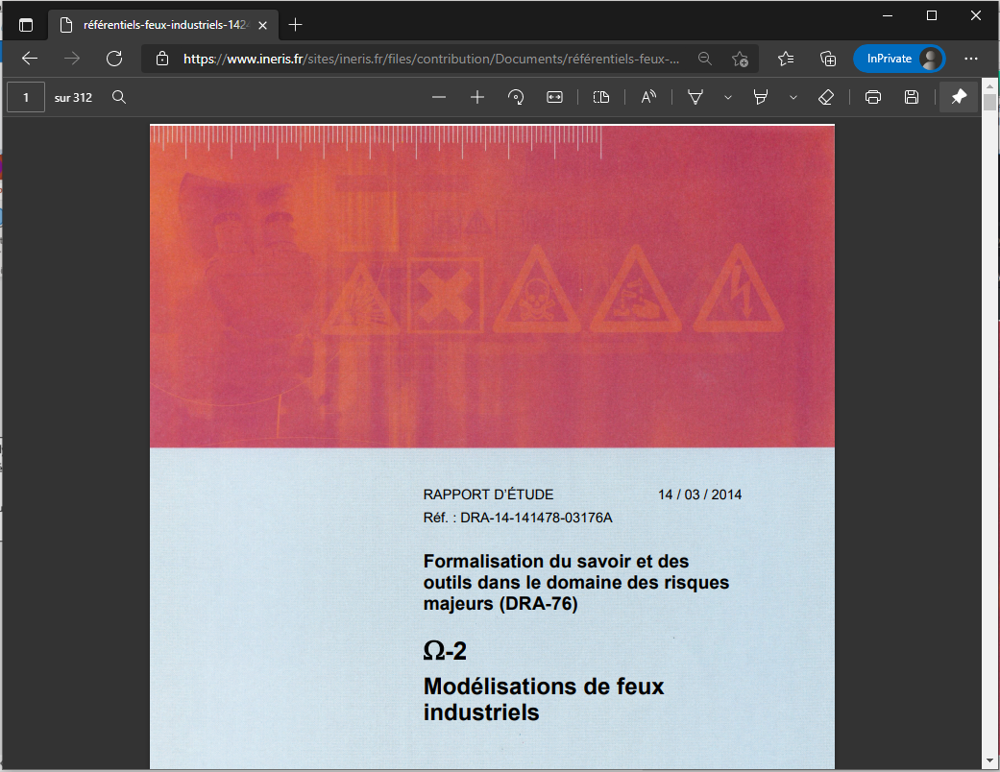 référentiels-feux-industriels-142
https://www.ineris.fr/sites/ineris.fr/files/contribution/Documents/référentiels-feux-...
InPrivate
1 sur 312
RAPPORT D'ÉTUDE 14 / 03 / 2014
Réf. : DRA-14-141478-03176A
Formalisation du savoir et des
outils dans le domaine des risques
majeurs (DRA-76)
Ω-2
Modélisations de feux
industriels